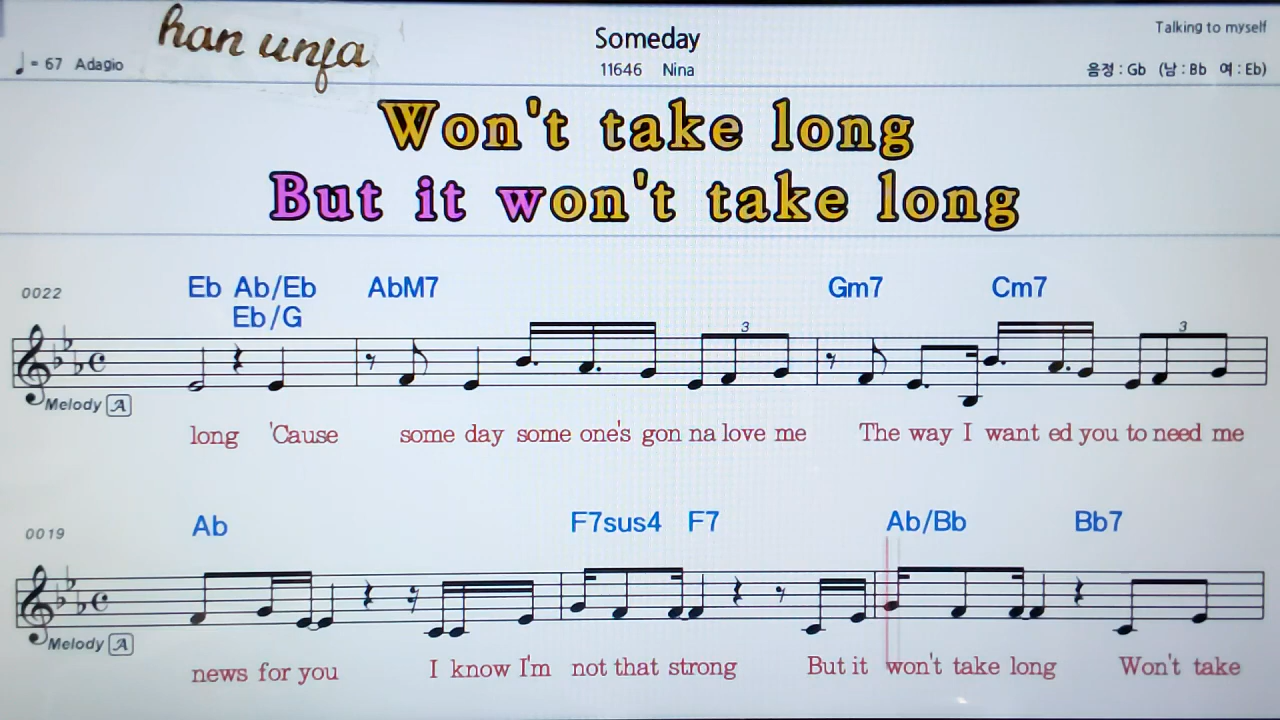 han unja
Someday
Talking to myself
♩= 67 Adagio
11646 Nina
음정 : Gb (남 : Bb 여 : Eb)
Won't take long
But it won't take long
0022
Eb Ab/Eb AbM7 Gm7 Cm7
Eb/G
3 3
Melody A
long 'Cause some day some one's gon na love me The way I want ed you to need me
0019
Ab F7sus4 F7 Ab/Bb Bb7
Melody A
news for you I know I'm not that strong But it won't take long Won't take